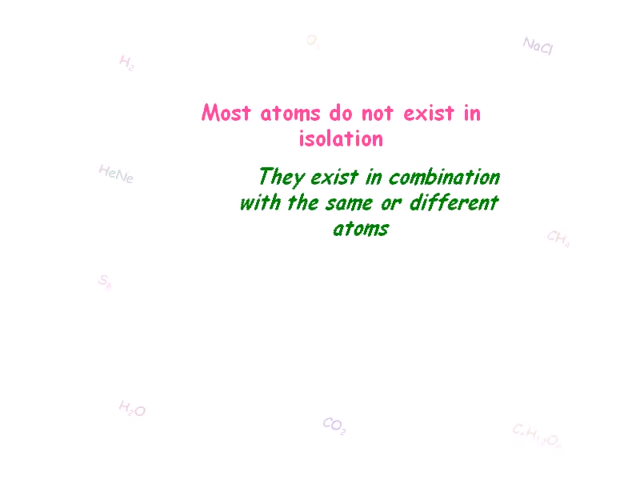 O₂
NaCl
H₂
Most atoms do not exist in
isolation
HeNe
They exist in combination
with the same or different
atoms
CH₄
S₈
H₂O
CO₂